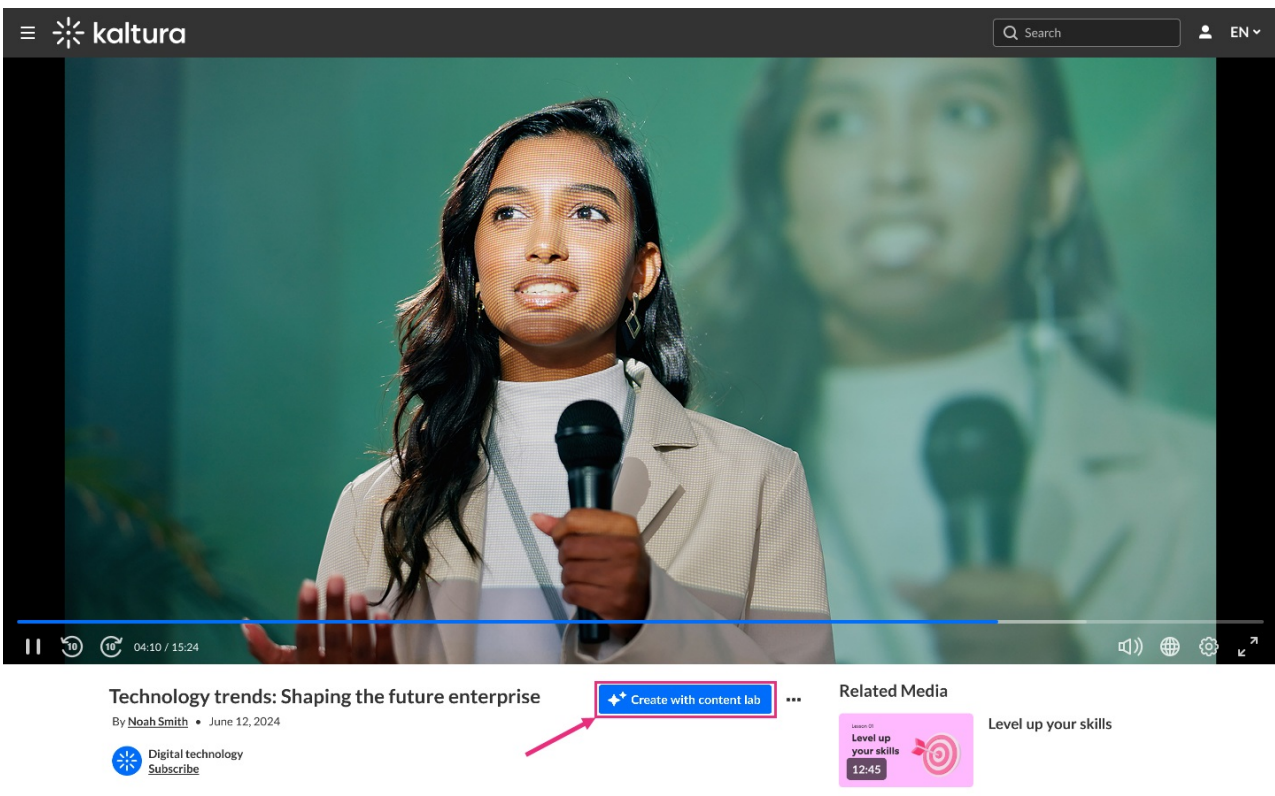 kaltura
Search
EN
10
10
04:10 / 15:24
Technology trends: Shaping the future enterprise
Create with content lab
By Noah Smith • June 12, 2024
Digital technology
Subscribe
Related Media
Lesson 01
Level up
your skills
12:45
Level up your skills